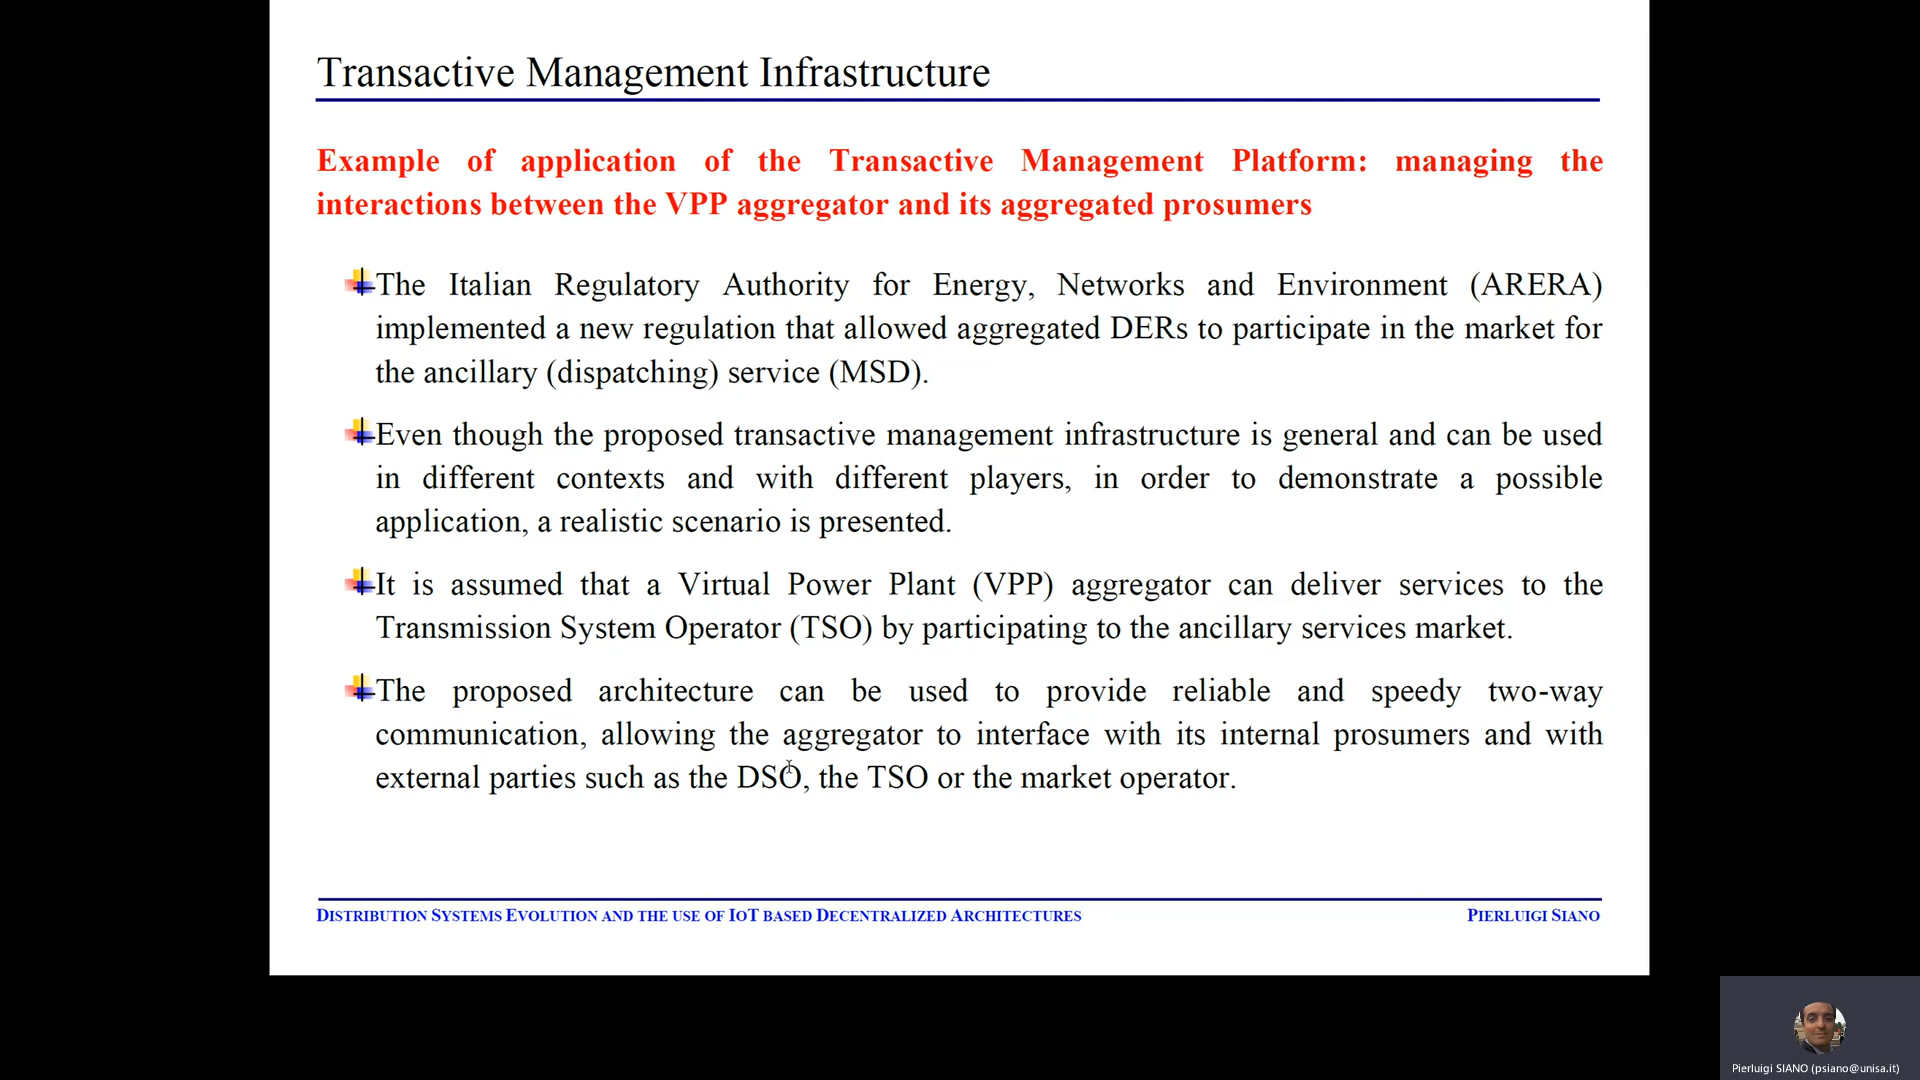 Transactive Management Infrastructure
Example of application of the Transactive Management Platform: managing the
interactions between the VPP aggregator and its aggregated prosumers
The Italian Regulatory Authority for Energy, Networks and Environment (ARERA)
implemented a new regulation that allowed aggregated DERs to participate in the market for
the ancillary (dispatching) service (MSD).
Even though the proposed transactive management infrastructure is general and can be used
in different contexts and with different players, in order to demonstrate a possible
application, a realistic scenario is presented.
It is assumed that a Virtual Power Plant (VPP) aggregator can deliver services to the
Transmission System Operator (TSO) by participating to the ancillary services market.
The proposed architecture can be used to provide reliable and speedy two-way
communication, allowing the aggregator to interface with its internal prosumers and with
external parties such as the DSO, the TSO or the market operator.
DISTRIBUTION SYSTEMS EVOLUTION AND THE USE OF IOT BASED DECENTRALIZED ARCHITECTURES
PIERLUIGI SIANO
Pierluigi SIANO (psiano@unisa.it)